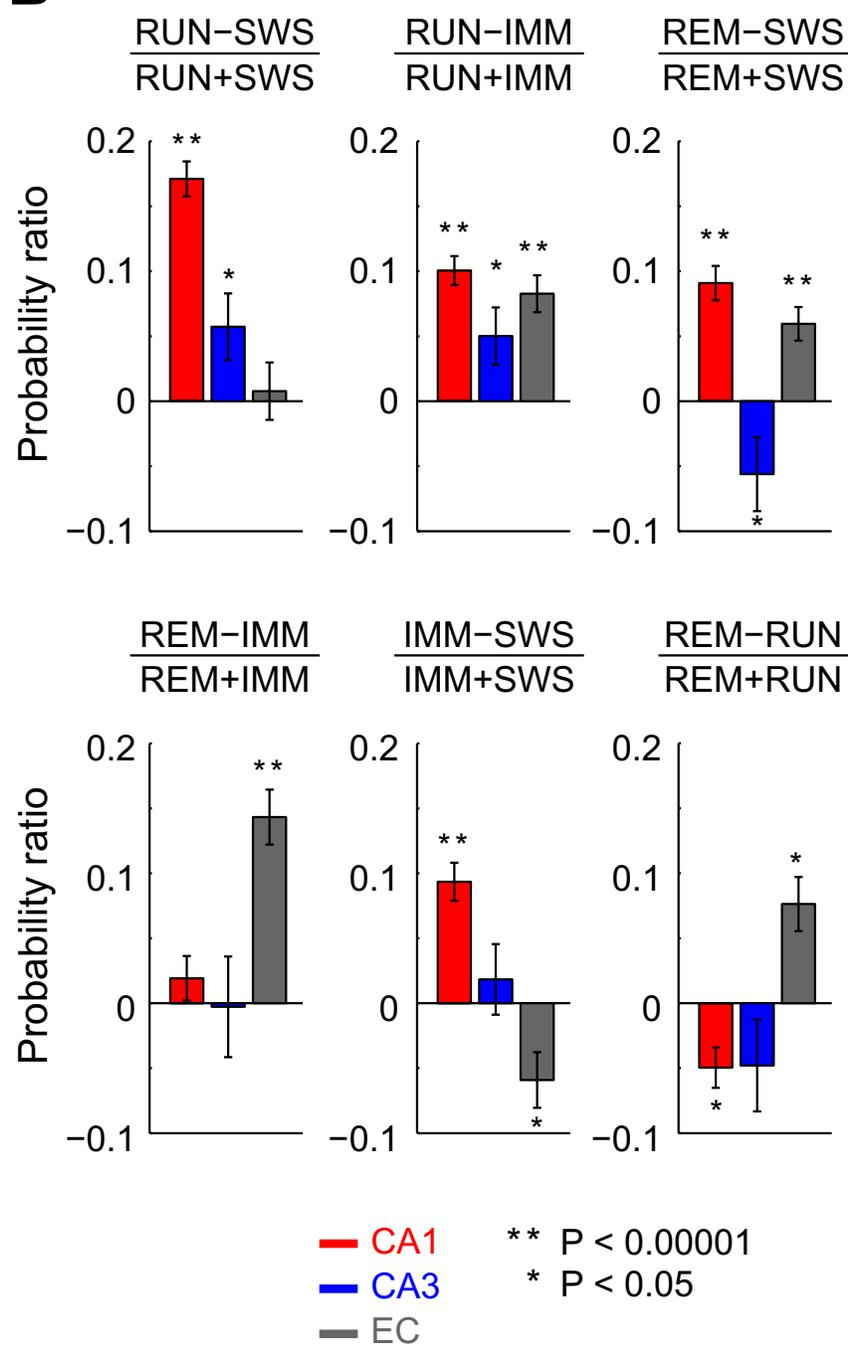 RUN−SWS RUN−IMM REM−SWS
RUN+SWS RUN+IMM REM+SWS
Probability ratio
0.2 ** 0.2 0.2
** * ** ** **
0.1 * 0.1 0.1
0 0 0
−0.1 −0.1 −0.1 *
REM−IMM IMM−SWS REM−RUN
REM+IMM IMM+SWS REM+RUN
Probability ratio
0.2 ** 0.2 0.2
** *
0.1 0.1 0.1
0 0 0
−0.1 −0.1 * −0.1 *
CA1 ** P < 0.00001
CA3 * P < 0.05
EC